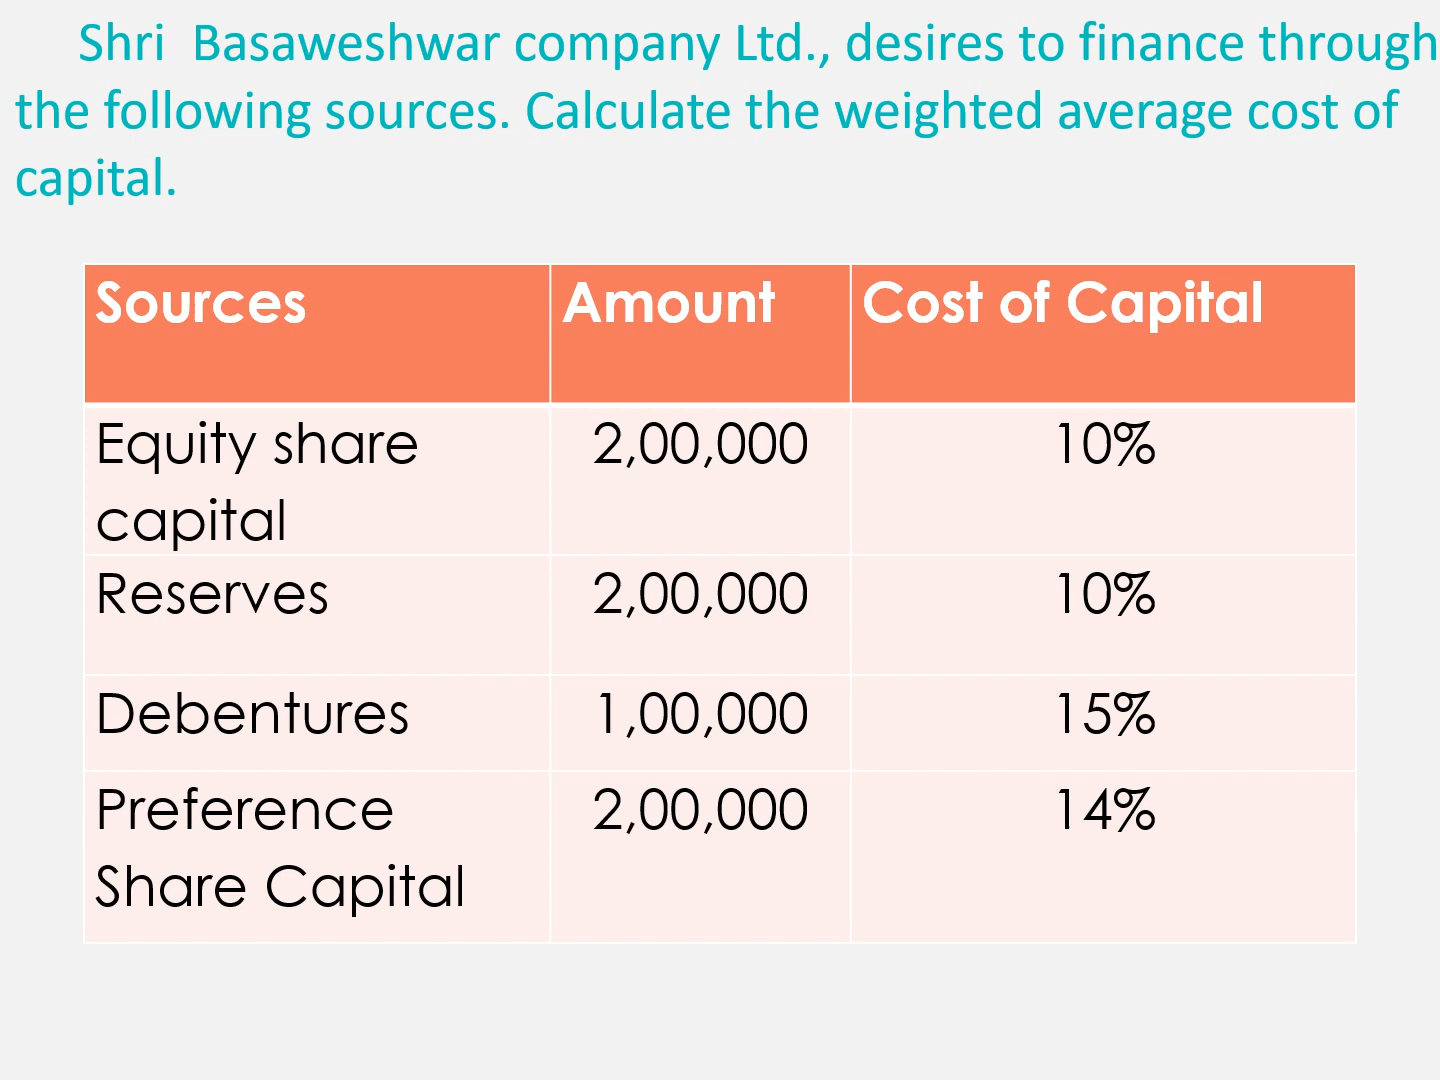 Shri  Basaweshwar company Ltd., desires to finance through
the following sources. Calculate the weighted average cost of
capital.
Sources Amount Cost of Capital
Equity share 2,00,000 10%
capital
Reserves 2,00,000 10%
Debentures 1,00,000 15%
Preference 2,00,000 14%
Share Capital